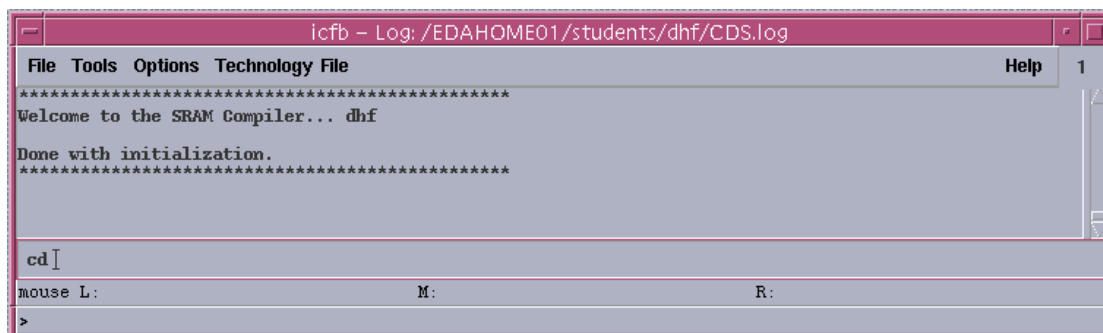 icfb - Log: /EDAHOME01/students/dhf/CDS.log
File Tools Options Technology File Help 1
************************************************
Welcome to the SRAM Compiler... dhf
Done with initialization.
************************************************
cd
mouse L: M: R:
>